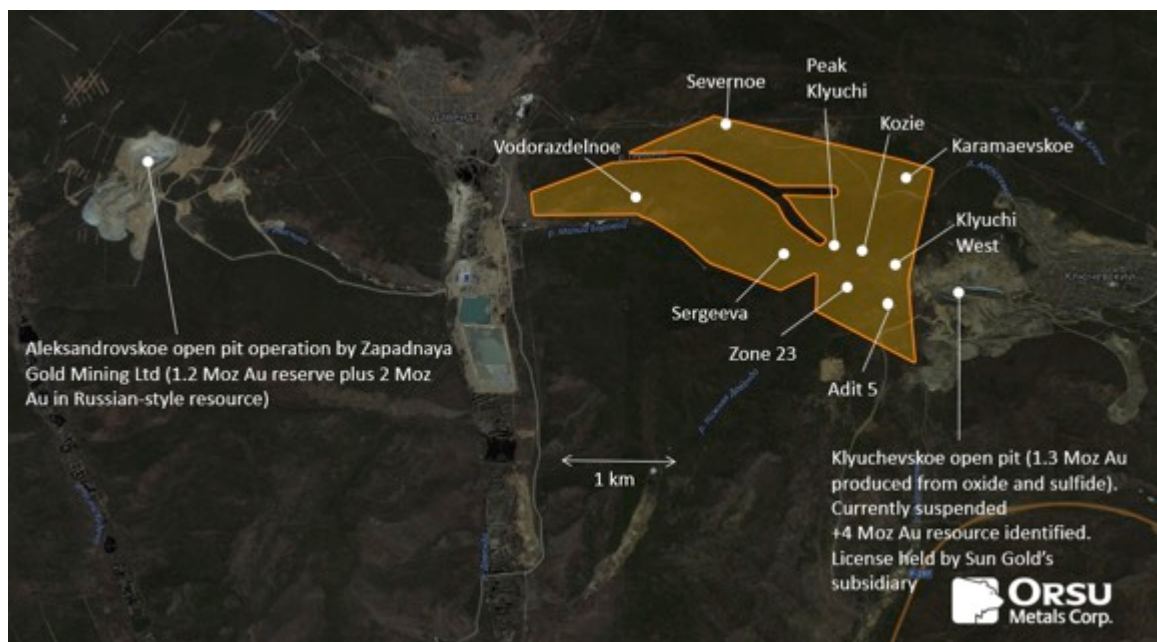 Severnoe
Peak
Klyuchi
Kozie
Vodorazdelnoe
Karamaevskoe
Klyuchi
West
Sergeeva
Zone 23
Adit 5
Aleksandrovskoe open pit operation by Zapadnaya
Gold Mining Ltd (1.2 Moz Au reserve plus 2 Moz
Au in Russian-style resource)
1 km
Klyuchevskoe open pit (1.3 Moz Au
produced from oxide and sulfide).
Currently suspended
+4 Moz Au resource identified.
License held by Sun Gold's
subsidiary
ORSU
Metals Corp.